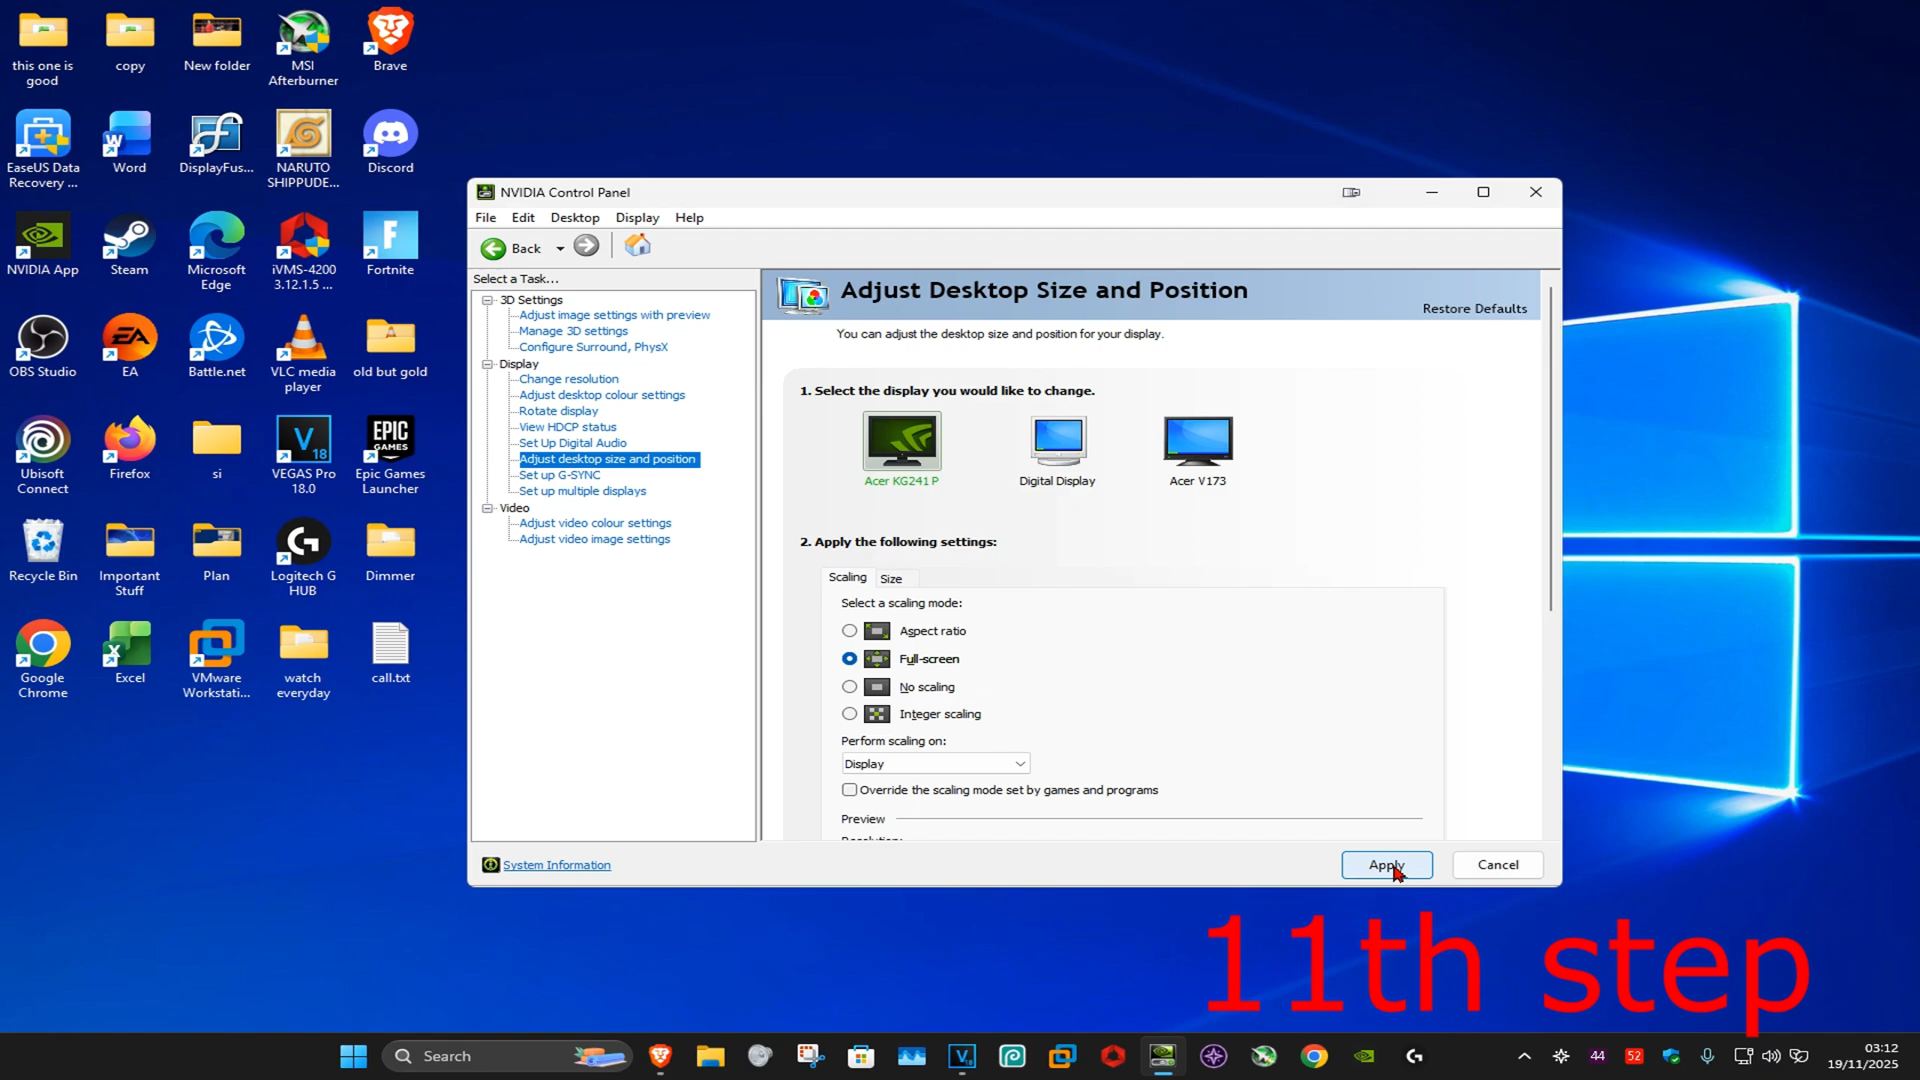 this one is good
copy
New folder
MSI Afterburner
Brave
EaseUS Data Recovery ...
Word
DisplayFus...
NARUTO SHIPPUDE...
Discord
NVIDIA App
Steam
Microsoft Edge
iVMS-4200 3.12.1.5 ...
Fortnite
OBS Studio
EA
Battle.net
VLC media player
old but gold
Ubisoft Connect
Firefox
si
VEGAS Pro 18.0
Epic Games Launcher
Recycle Bin
Important Stuff
Plan
Logitech G HUB
Dimmer
Google Chrome
Excel
VMware Workstati...
watch everyday
call.txt
NVIDIA Control Panel
File Edit Desktop Display Help
Back
Select a Task...
3D Settings
Adjust image settings with preview
Manage 3D settings
Configure Surround, PhysX
Display
Change resolution
Adjust desktop colour settings
Rotate display
View HDCP status
Set Up Digital Audio
Adjust desktop size and position
Set up G-SYNC
Set up multiple displays
Video
Adjust video colour settings
Adjust video image settings
System Information
Adjust Desktop Size and Position
Restore Defaults
You can adjust the desktop size and position for your display.
1. Select the display you would like to change.
Acer KG241 P
Digital Display
Acer V173
2. Apply the following settings:
Scaling Size
Select a scaling mode:
Aspect ratio
Full-screen
No scaling
Integer scaling
Perform scaling on:
Display
Override the scaling mode set by games and programs
Preview
Apply
Cancel
11th step
Search
44
52
03:12
19/11/2025